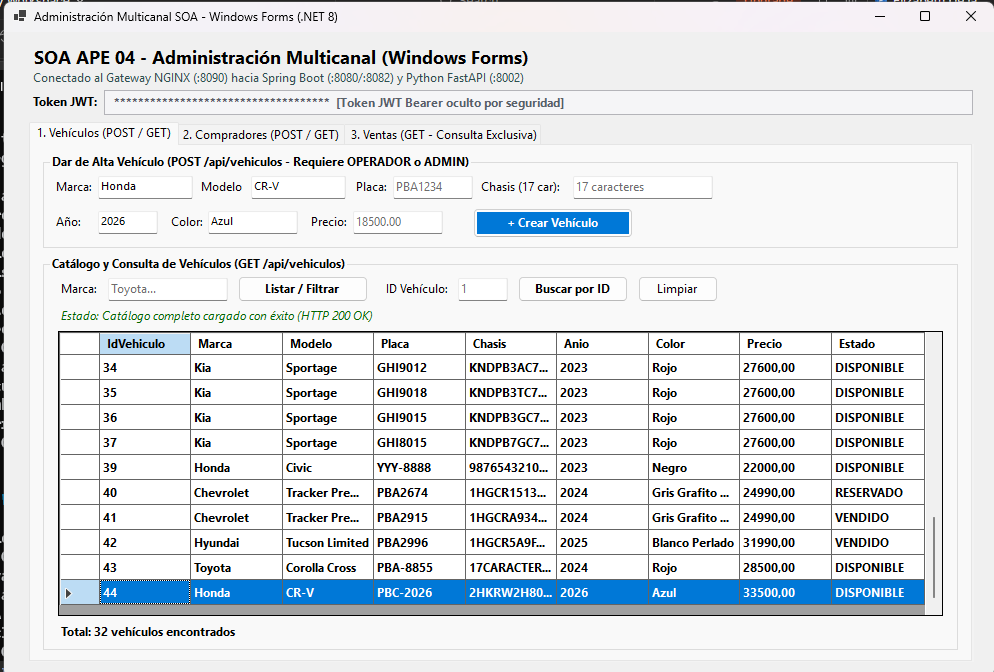 Administración Multicanal SOA - Windows Forms (.NET 8)
SOA APE 04 - Administración Multicanal (Windows Forms)
Conectado al Gateway NGINX (:8090) hacia Spring Boot (:8080/:8082) y Python FastAPI (:8002)
Token JWT: ************************************ [Token JWT Bearer oculto por seguridad]
1. Vehículos (POST / GET) 2. Compradores (POST / GET) 3. Ventas (GET - Consulta Exclusiva)
Dar de Alta Vehículo (POST /api/vehiculos - Requiere OPERADOR o ADMIN)
Marca: Honda Modelo CR-V Placa: PBA1234 Chasis (17 car): 17 caracteres
Año: 2026 Color: Azul Precio: 18500.00 + Crear Vehículo
Catálogo y Consulta de Vehículos (GET /api/vehiculos)
Marca: Toyota... Listar / Filtrar ID Vehículo: 1 Buscar por ID Limpiar
Estado: Catálogo completo cargado con éxito (HTTP 200 OK)
IdVehiculo Marca Modelo Placa Chasis Anio Color Precio Estado
34 Kia Sportage GHI9012 KNDPB3AC7... 2023 Rojo 27600,00 DISPONIBLE
35 Kia Sportage GHI9018 KNDPB3TC7... 2023 Rojo 27600,00 DISPONIBLE
36 Kia Sportage GHI9015 KNDPB3GC7... 2023 Rojo 27600,00 DISPONIBLE
37 Kia Sportage GHI8015 KNDPB7GC7... 2023 Rojo 27600,00 DISPONIBLE
39 Honda Civic YYY-8888 9876543210... 2023 Negro 22000,00 DISPONIBLE
40 Chevrolet Tracker Pre... PBA2674 1HGCR1513... 2024 Gris Grafito ... 24990,00 RESERVADO
41 Chevrolet Tracker Pre... PBA2915 1HGCRA934... 2024 Gris Grafito ... 24990,00 VENDIDO
42 Hyundai Tucson Limited PBA2996 1HGCR5A9F... 2025 Blanco Perlado 31990,00 VENDIDO
43 Toyota Corolla Cross PBA-8855 17CARACTER... 2024 Rojo 28500,00 DISPONIBLE
44 Honda CR-V PBC-2026 2HKRW2H80... 2026 Azul 33500,00 DISPONIBLE
Total: 32 vehículos encontrados